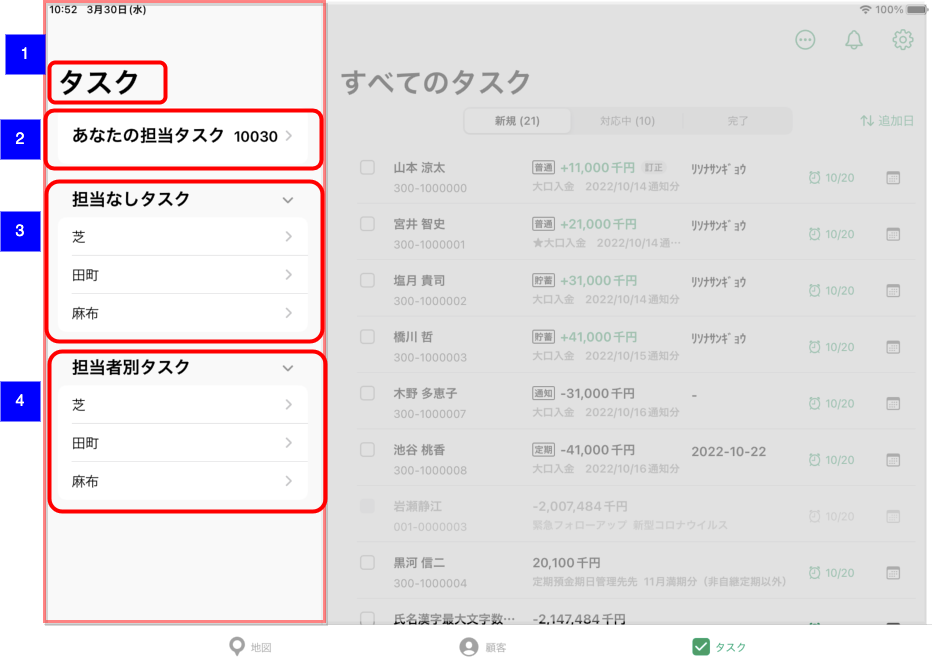 10:52 3月30日(水)
100%
1
タスク
2
あなたの担当タスク 10030
3
担当なしタスク
芝
田町
麻布
4
担当者別タスク
芝
田町
麻布
すべてのタスク
新規 (21) 対応中 (10) 完了
追加日
山本 涼太 普通 +11,000千円 訂正 リソナサンギョウ
300-1000000 大口入金 2022/10/14通知分 10/20
宮井 智史 普通 +21,000千円 リソナサンギョウ
300-1000001 ★大口入金 2022/10/14通… 10/20
塩月 貴司 貯蓄 +31,000千円 リソナサンギョウ
300-1000002 大口入金 2022/10/14通知分 10/20
橋川 哲 貯蓄 +41,000千円 リソナサンギョウ
300-1000003 大口入金 2022/10/15通知分 10/20
木野 多恵子 通知 -31,000千円 -
300-1000007 大口入金 2022/10/16通知分 10/20
池谷 桃香 定期 -41,000千円 2022-10-22
300-1000008 大口入金 2022/10/16通知分 10/20
岩瀬静江 -2,007,484千円
001-0000003 緊急フォローアップ 新型コロナウイルス 10/20
黒河 信二 20,100千円
300-1000004 定期預金期日管理先先 11月満期分（非自継定期以外） 10/20
氏名漢字最大文字数… -2,147,484千円
地図 顧客 タスク